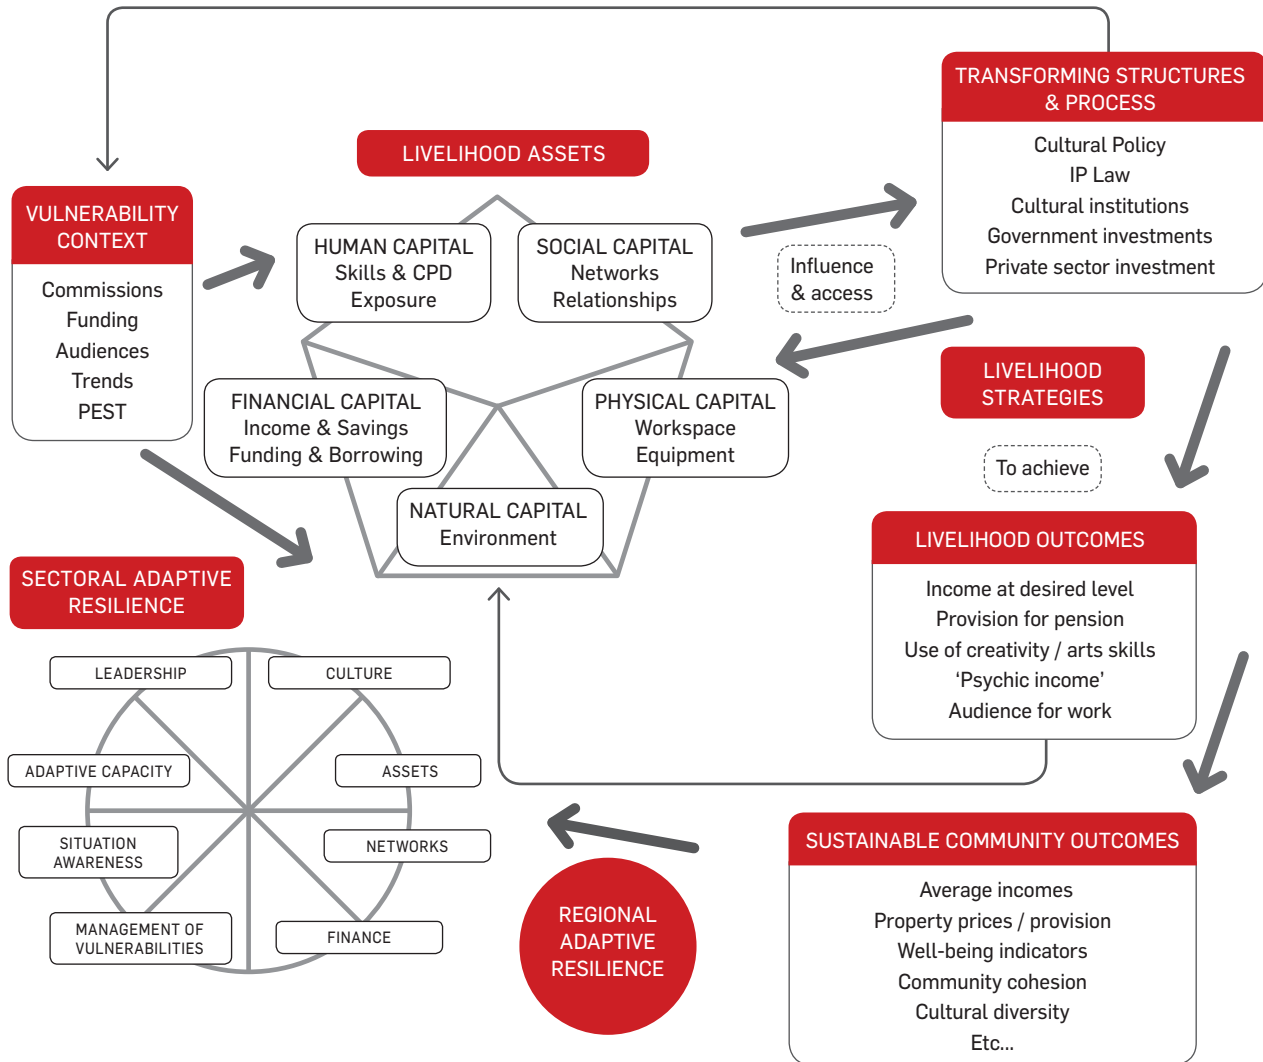 TRANSFORMING STRUCTURES
& PROCESS
Cultural Policy
IP Law
Cultural institutions
Government investments
Private sector investment
LIVELIHOOD ASSETS
VULNERABILITY
CONTEXT
Commissions
Funding
Audiences
Trends
PEST
HUMAN CAPITAL
Skills & CPD
Exposure
SOCIAL CAPITAL
Networks
Relationships
Influence
& access
FINANCIAL CAPITAL
Income & Savings
Funding & Borrowing
PHYSICAL CAPITAL
Workspace
Equipment
NATURAL CAPITAL
Environment
LIVELIHOOD
STRATEGIES
To achieve
LIVELIHOOD OUTCOMES
Income at desired level
Provision for pension
Use of creativity / arts skills
‘Psychic income’
Audience for work
SECTORAL ADAPTIVE
RESILIENCE
LEADERSHIP
CULTURE
ADAPTIVE CAPACITY
ASSETS
SITUATION
AWARENESS
NETWORKS
MANAGEMENT OF
VULNERABILITIES
FINANCE
REGIONAL
ADAPTIVE
RESILIENCE
SUSTAINABLE COMMUNITY OUTCOMES
Average incomes
Property prices / provision
Well-being indicators
Community cohesion
Cultural diversity
Etc...